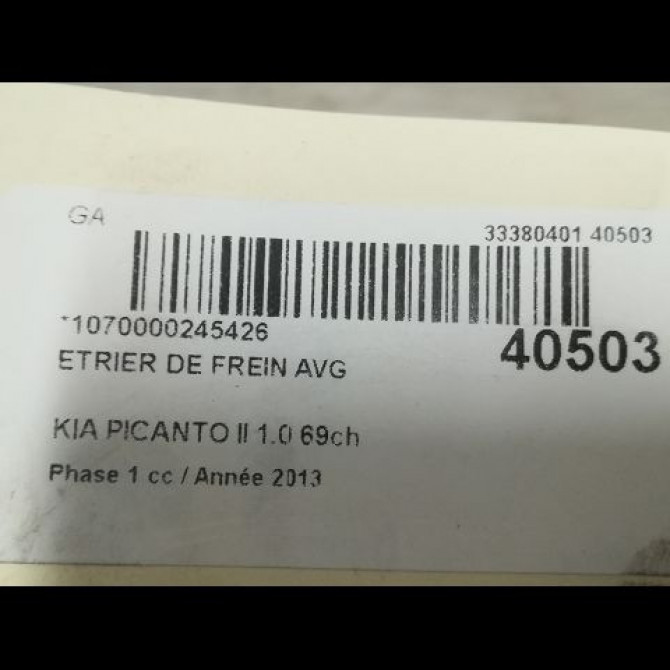 GA
33380401 40503
*1070000245426
40503
ETRIER DE FREIN AVG
KIA PICANTO II 1.0 69ch
Phase 1 cc / Année 2013